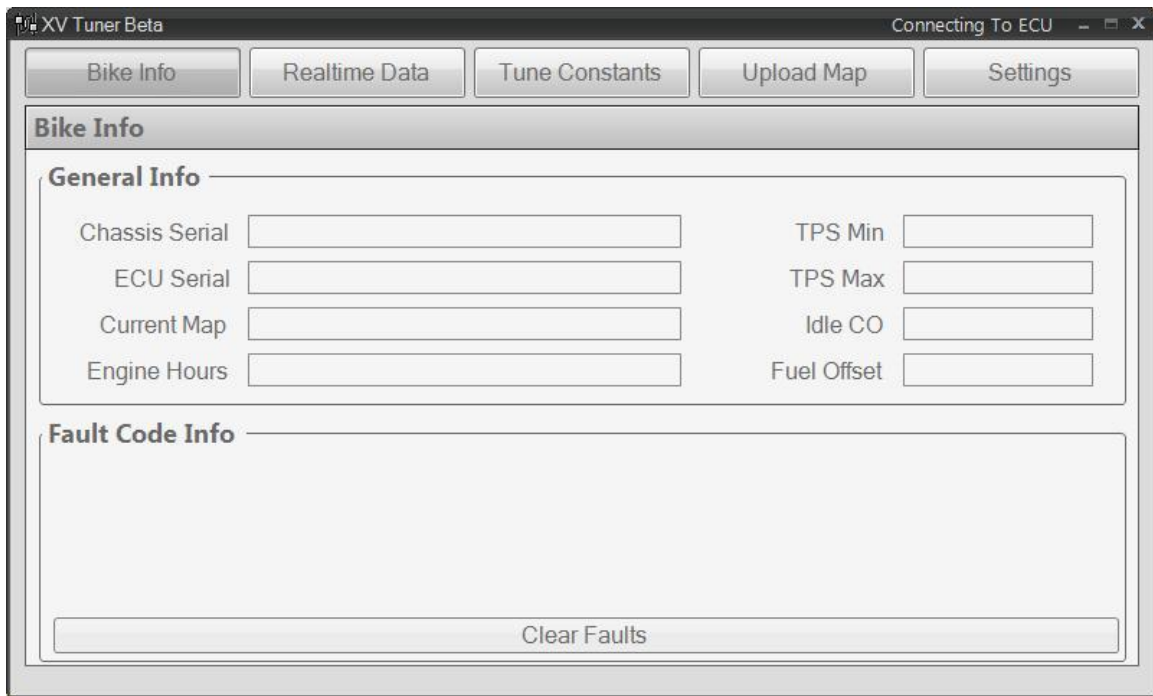 XV Tuner Beta Connecting To ECU
Bike Info Realtime Data Tune Constants Upload Map Settings
Bike Info
General Info
Chassis Serial TPS Min
ECU Serial TPS Max
Current Map Idle CO
Engine Hours Fuel Offset
Fault Code Info
Clear Faults